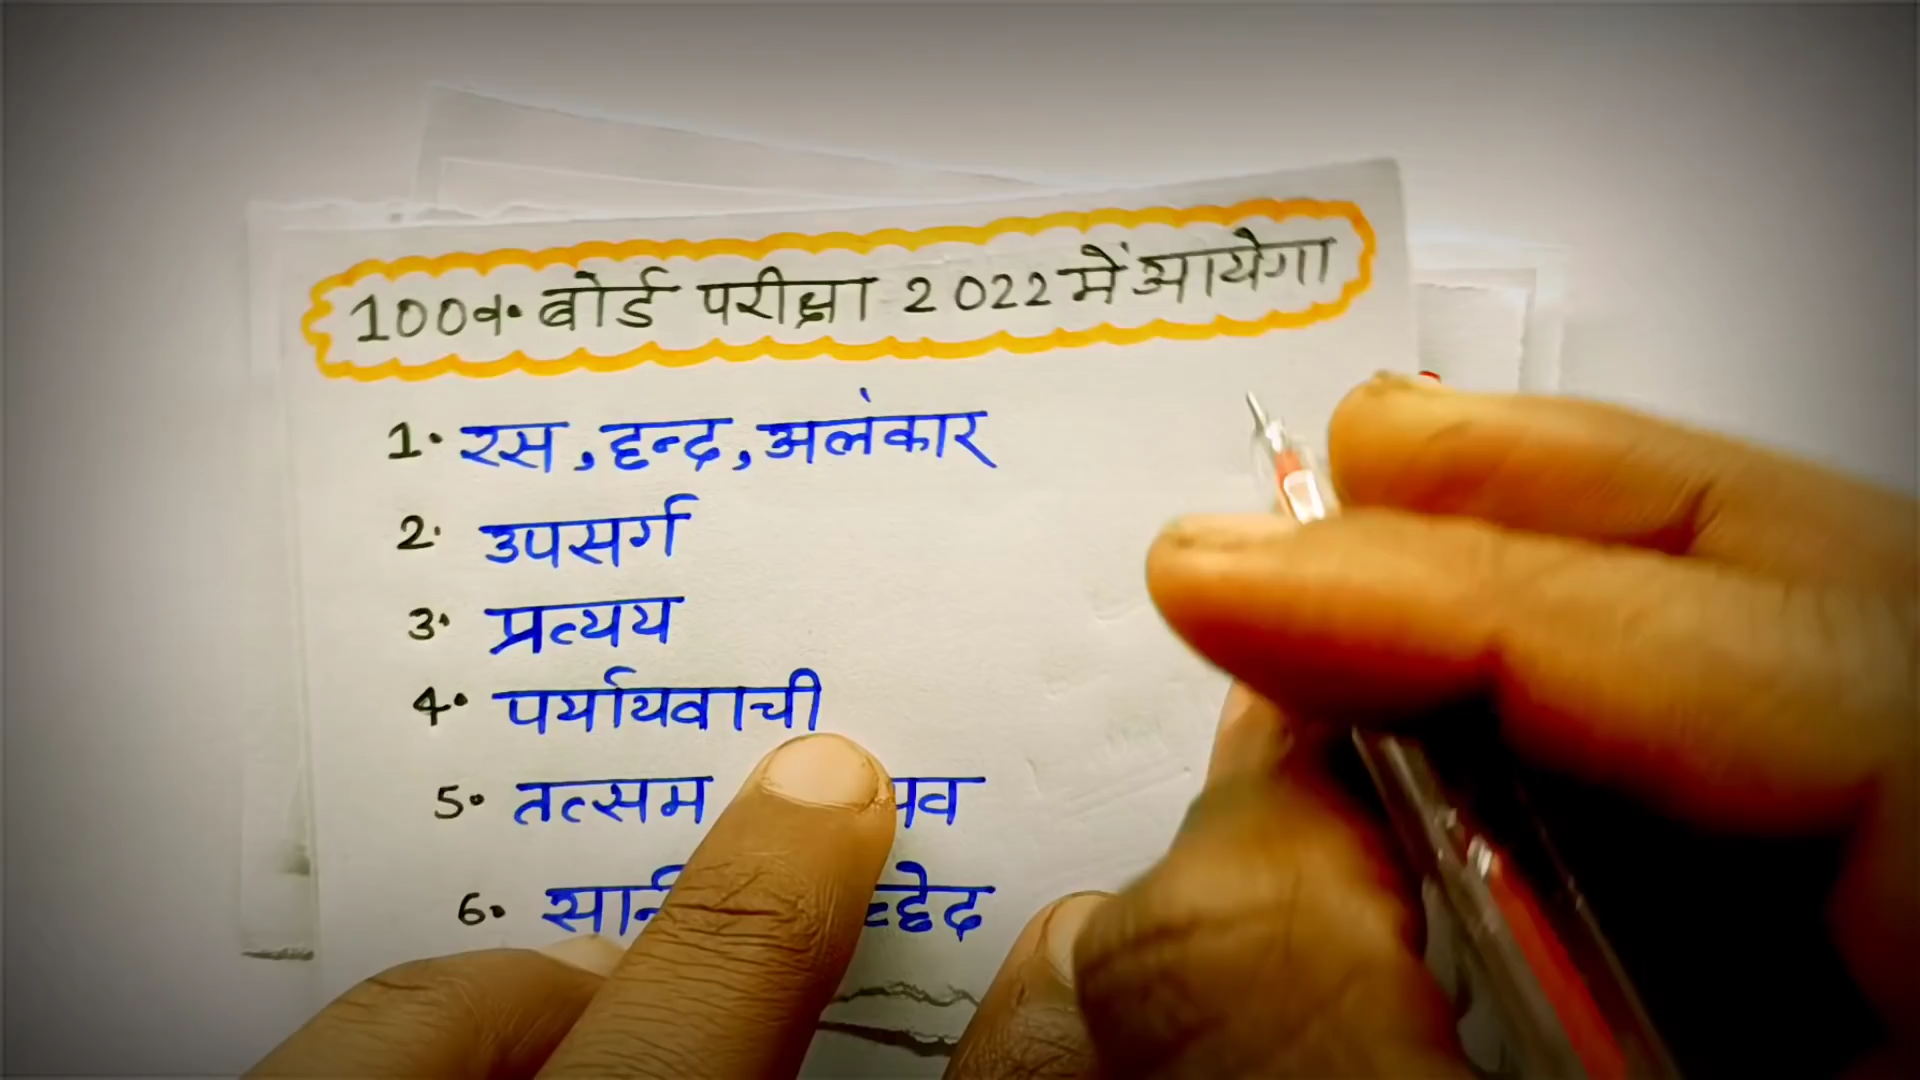 100%. बोर्ड परीक्षा 2022 में आयेगा
1. रस, छन्द, अलंकार
2. उपसर्ग
3. प्रत्यय
4. पर्यायवाची
5. तत्सम
6.